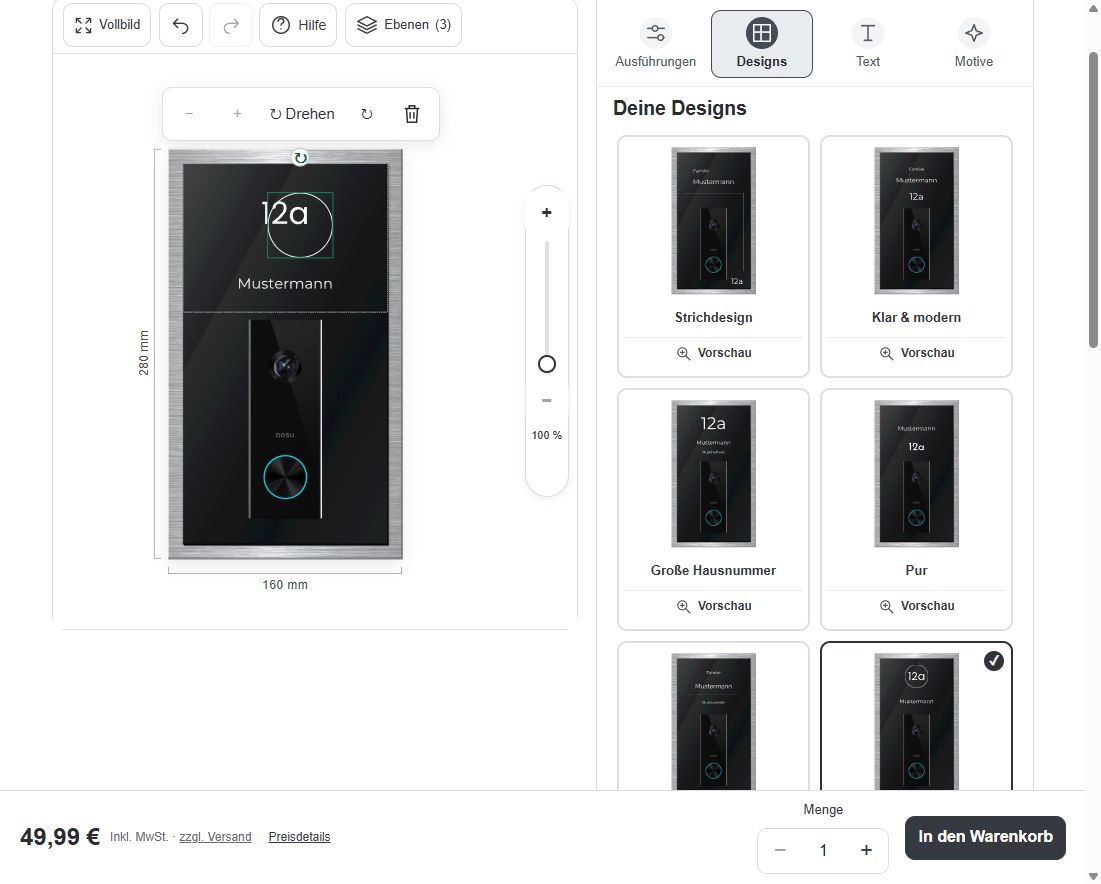 Vollbild
Hilfe
Ebenen (3)
Ausführungen
Designs
Text
Motive
− + Drehen
12a
Mustermann
aosu
280 mm
160 mm
+
−
100 %
Deine Designs
Familie
Mustermann
12a
Strichdesign
Vorschau
Familie
Mustermann
12a
Klar & modern
Vorschau
12a
Mustermann
Große Hausnummer
Vorschau
Mustermann
12a
Pur
Vorschau
Familie
Mustermann
12a
Mustermann
49,99 € Inkl. MwSt. · zzgl. Versand Preisdetails
Menge
− 1 +
In den Warenkorb